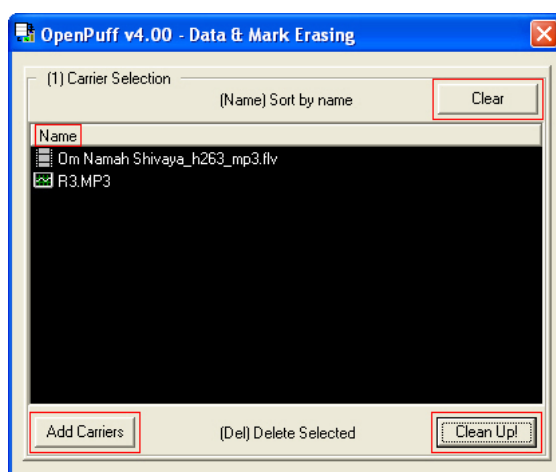 OpenPuff v4.00 - Data & Mark Erasing
(1) Carrier Selection
(Name) Sort by name
Clear
Name
Om Namah Shivaya_h263_mp3.flv
R3.MP3
Add Carriers
(Del) Delete Selected
Clean Up!